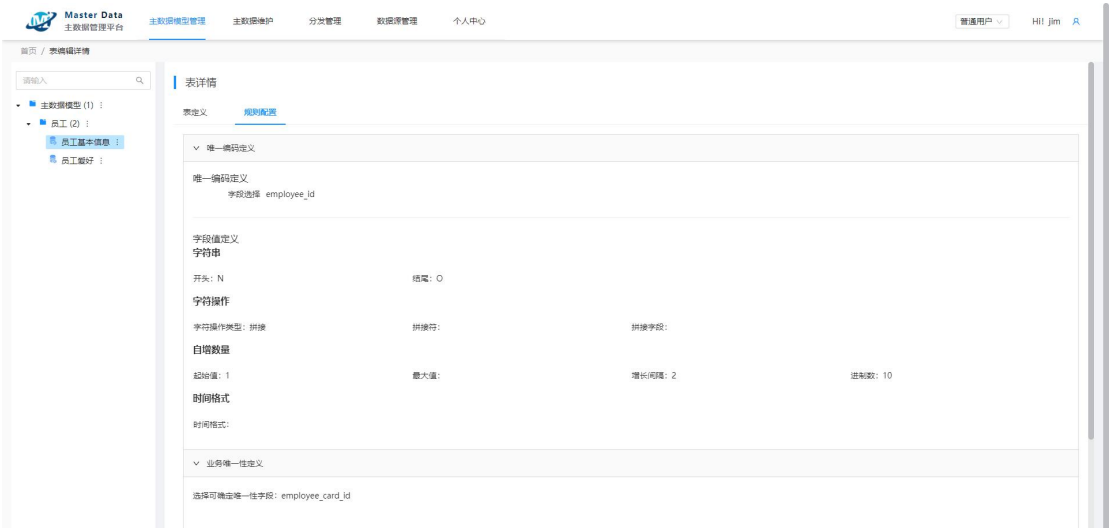 Master Data
主数据管理平台
主数据模型管理 主数据维护 分发管理 数据源管理 个人中心 普通用户 Hi! jim
首页 / 表编辑详情
请输入
主数据模型 (1)
员工 (2)
员工基本信息
员工爱好
表详情
表定义 规则配置
唯一编码定义
唯一编码定义
字段选择 employee_id
字段值定义
字符串
开头: N 结尾: O
字符操作
字符操作类型: 拼接 拼接符: 拼接字段:
自增数量
起始值: 1 最大值: 增长间隔: 2 进制数: 10
时间格式
时间格式:
业务唯一性定义
选择可确定唯一性字段: employee_card_id